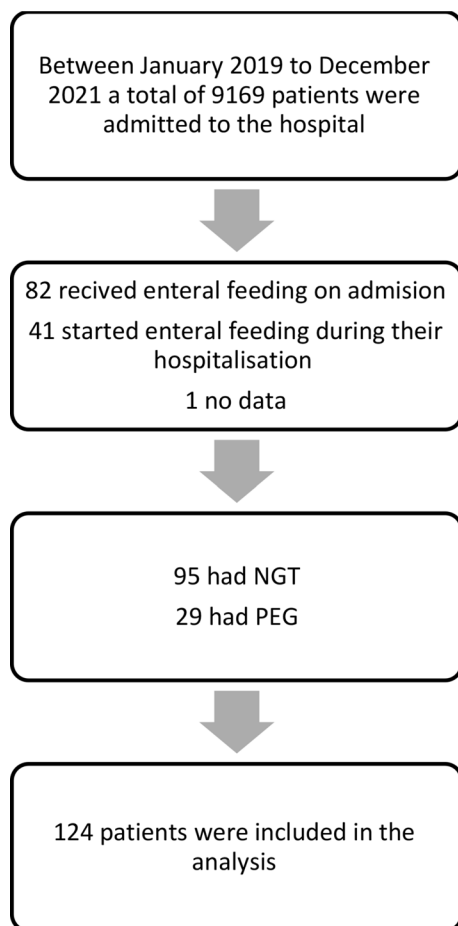 Between January 2019 to December
2021 a total of 9169 patients were
admitted to the hospital
82 recived enteral feeding on admision
41 started enteral feeding during their
hospitalisation
1 no data
95 had NGT
29 had PEG
124 patients were included in the
analysis